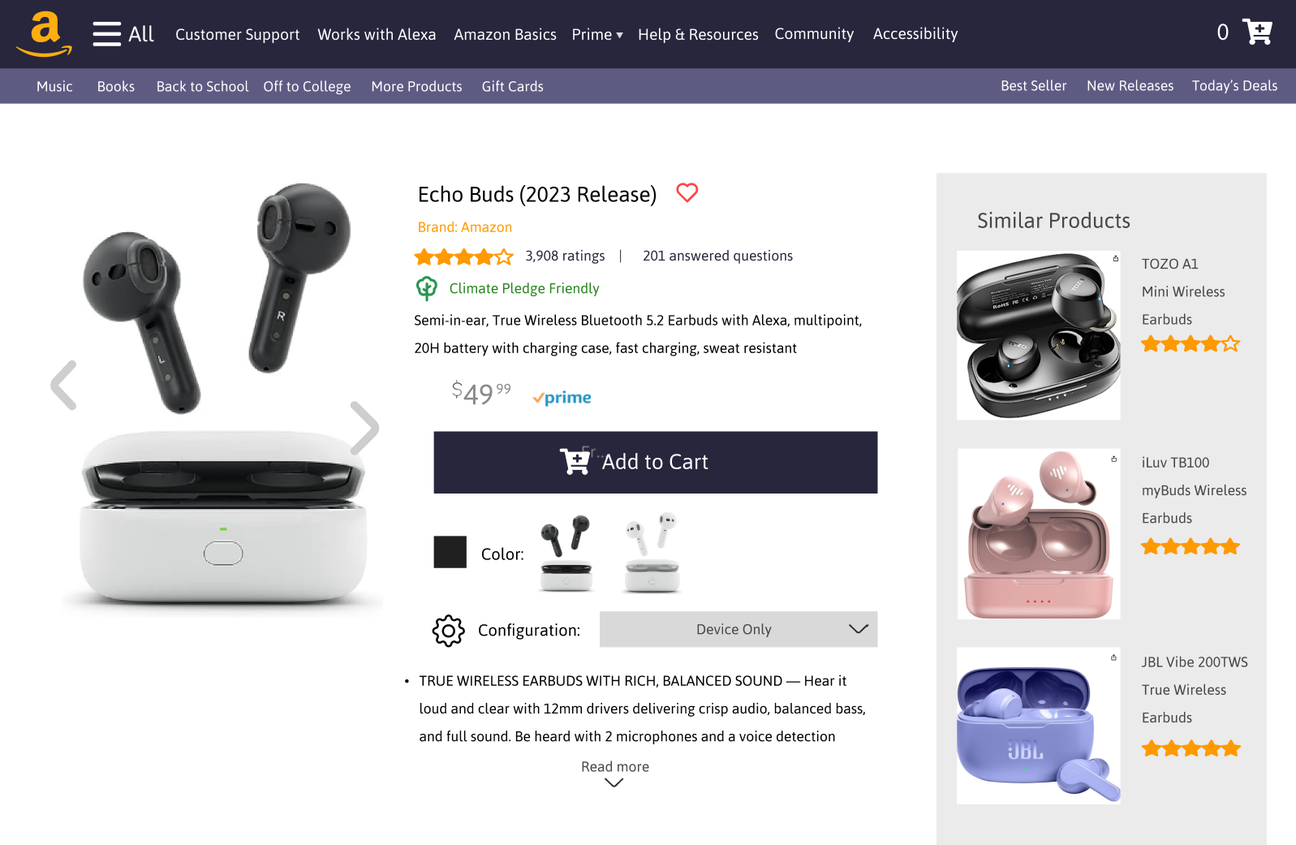 a
All
Customer Support
Works with Alexa
Amazon Basics
Prime ▾
Help & Resources
Community
Accessibility
0
Music
Books
Back to School
Off to College
More Products
Gift Cards
Best Seller
New Releases
Today's Deals
Echo Buds (2023 Release)
Brand: Amazon
3,908 ratings | 201 answered questions
Climate Pledge Friendly
Semi-in-ear, True Wireless Bluetooth 5.2 Earbuds with Alexa, multipoint,
20H battery with charging case, fast charging, sweat resistant
$49 99
prime
Add to Cart
Color:
Configuration:
Device Only
• TRUE WIRELESS EARBUDS WITH RICH, BALANCED SOUND — Hear it
loud and clear with 12mm drivers delivering crisp audio, balanced bass,
and full sound. Be heard with 2 microphones and a voice detection
Read more
L
R
Similar Products
TOZO A1
Mini Wireless
Earbuds
TOZO
TOZO
RoHS
iLuv TB100
myBuds Wireless
Earbuds
JBL Vibe 200TWS
True Wireless
Earbuds
JBL